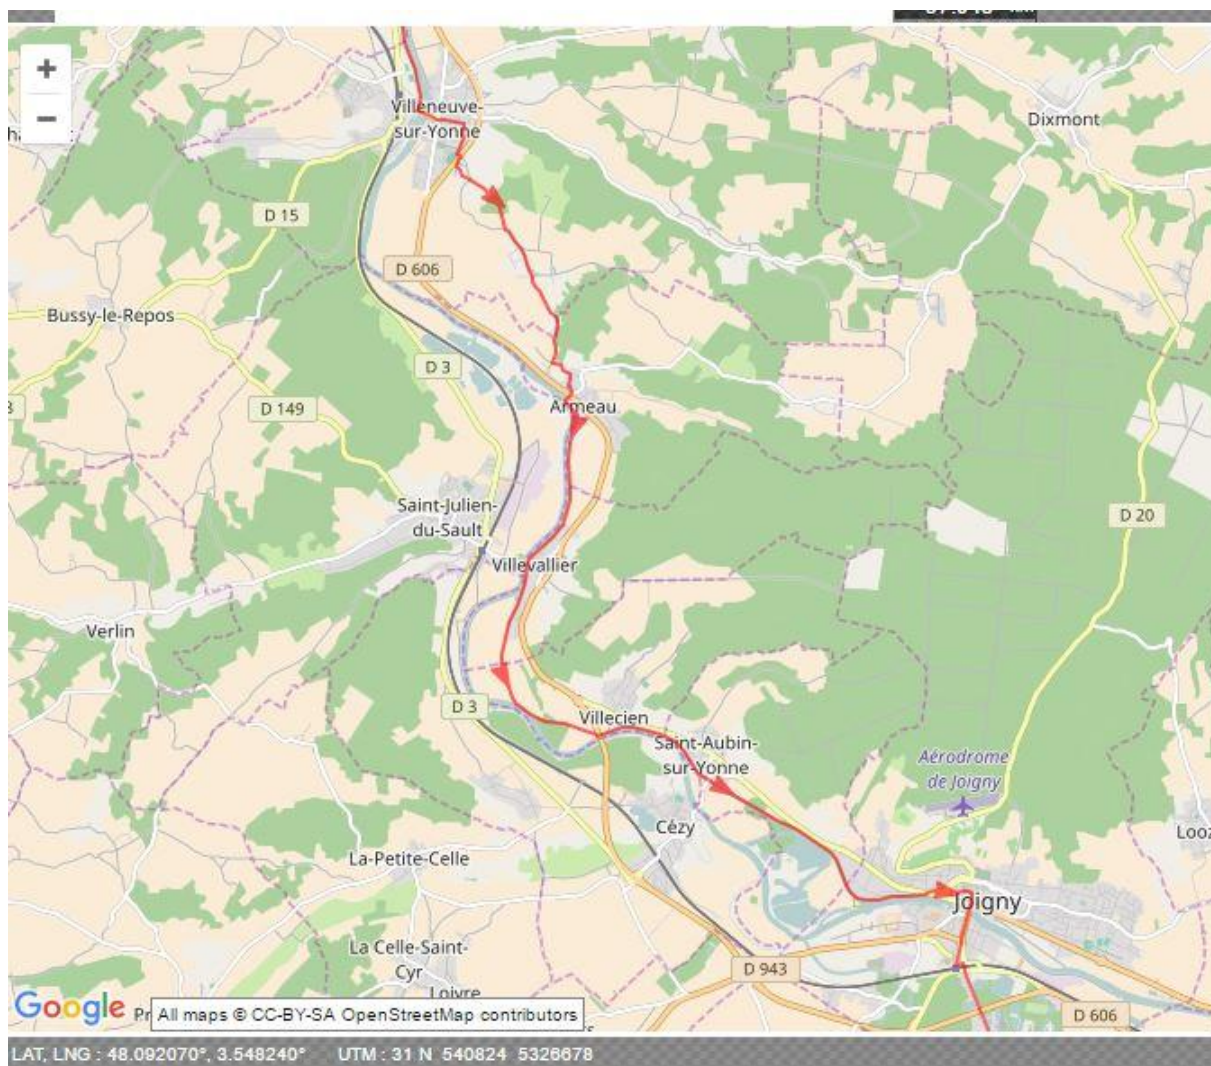 +
−
Villeneuve-
sur-Yonne
Dixmont
D 15
D 606
Bussy-le-Repos
D 3
D 149
Armeau
Saint-Julien-
du-Sault
D 20
Villevallier
Verlin
D 3
Villecien
Saint-Aubin-
sur-Yonne
Aérodrome
de Joigny
Cézy
La-Petite-Celle
Joigny
La Celle-Saint-
Cyr
D 943
Google
All maps © CC-BY-SA OpenStreetMap contributors
D 606
LAT, LNG : 48.092070°, 3.548240° UTM : 31 N 540824 5326678